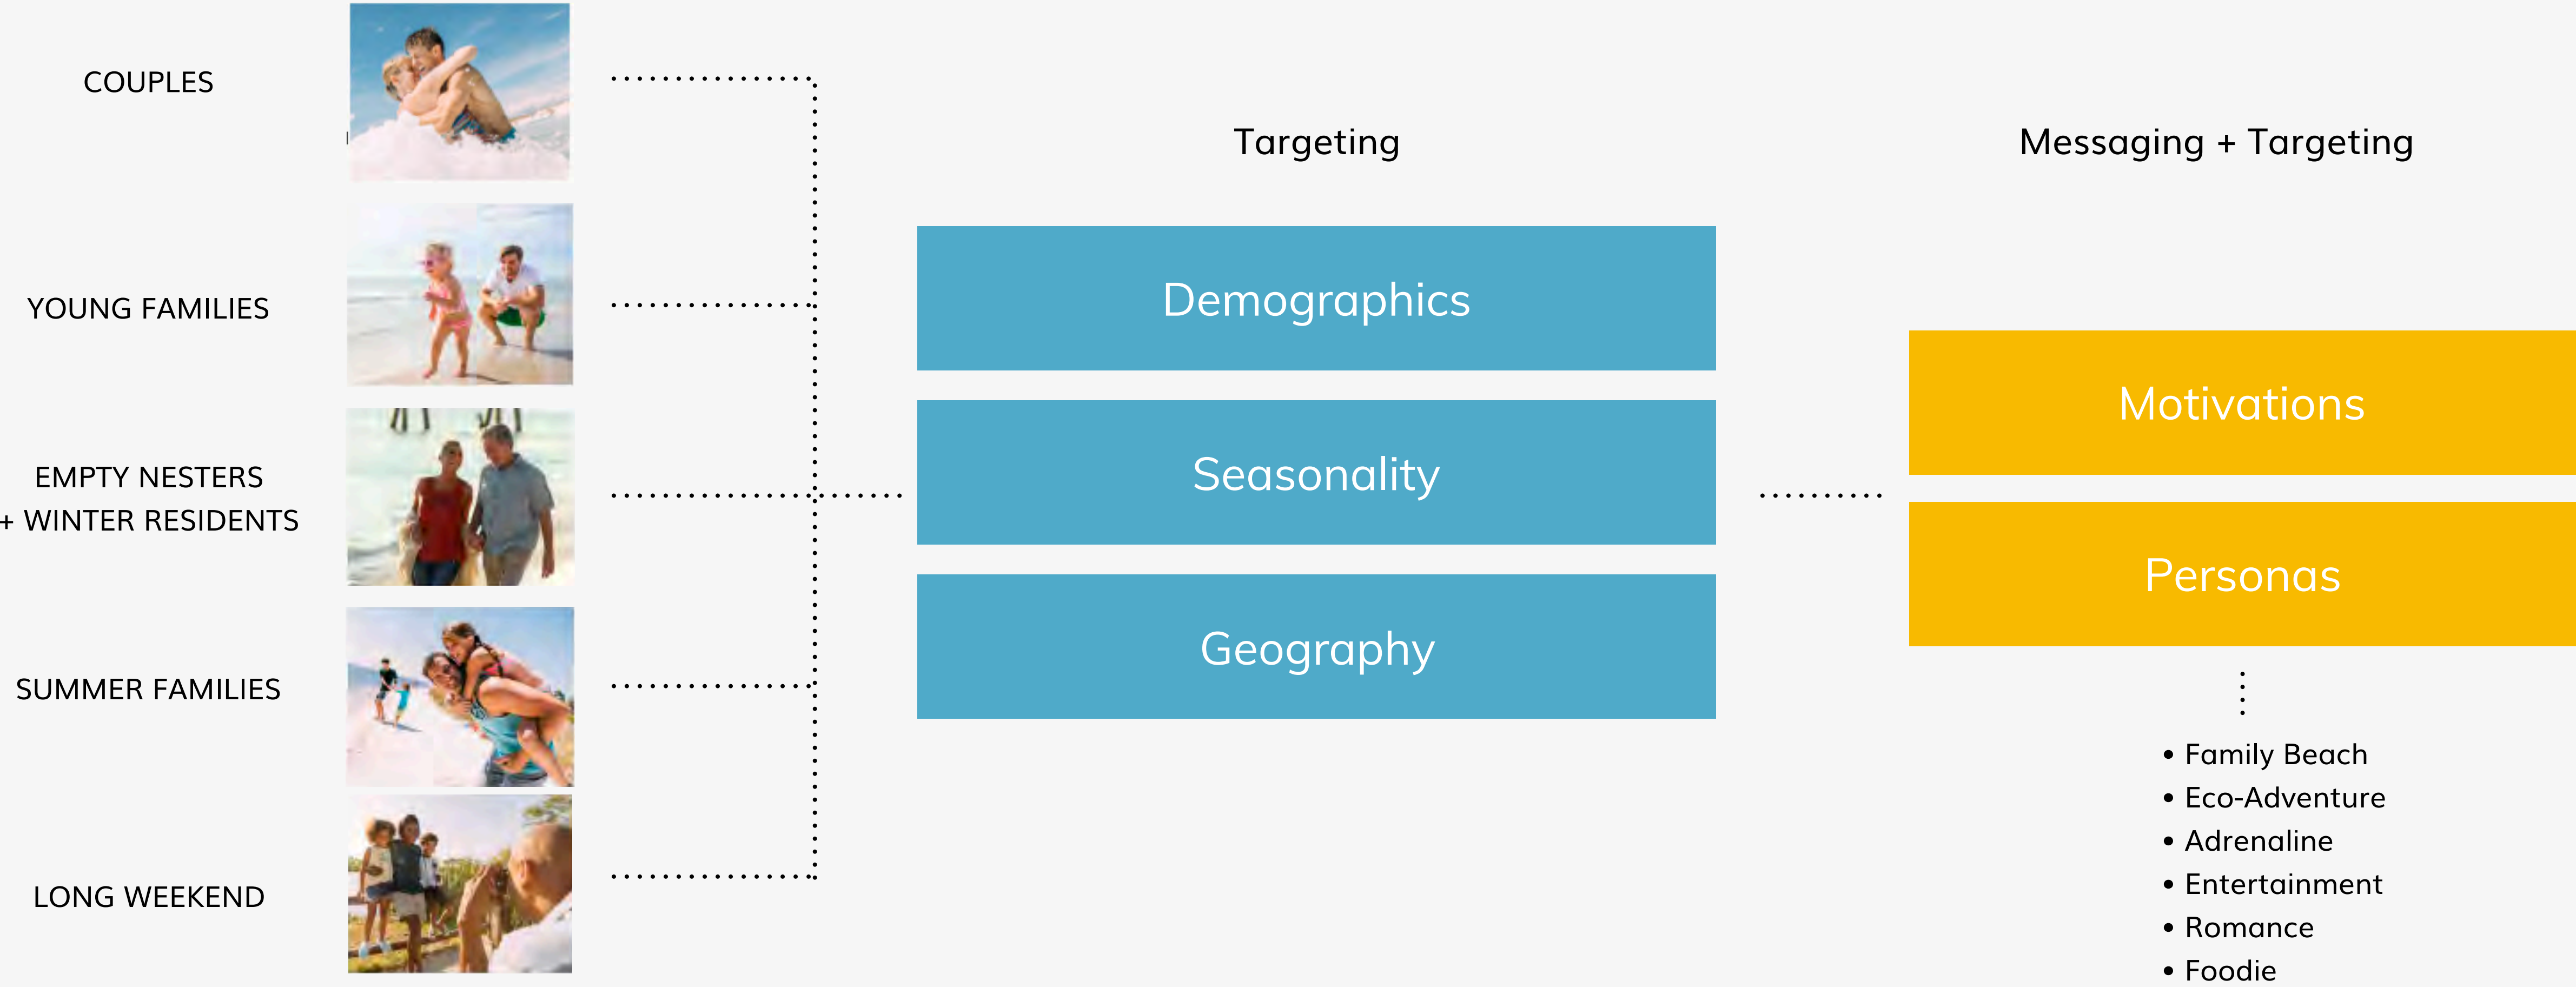 COUPLES
YOUNG FAMILIES
EMPTY NESTERS
+ WINTER RESIDENTS
SUMMER FAMILIES
LONG WEEKEND
Targeting
Demographics
Seasonality
Geography
Messaging + Targeting
Motivations
Personas
• Family Beach
• Eco-Adventure
• Adrenaline
• Entertainment
• Romance
• Foodie